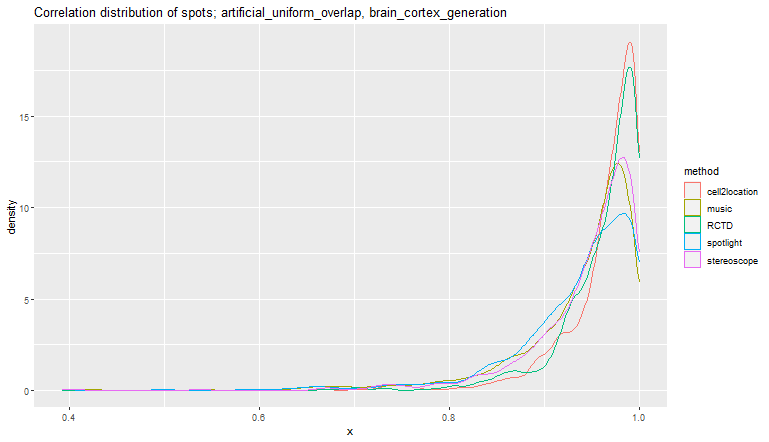 Correlation distribution of spots; artificial_uniform_overlap, brain_cortex_generation
15
10
5
0
density
0.4
0.6
0.8
1.0
x
method
cell2location
music
RCTD
spotlight
stereoscope